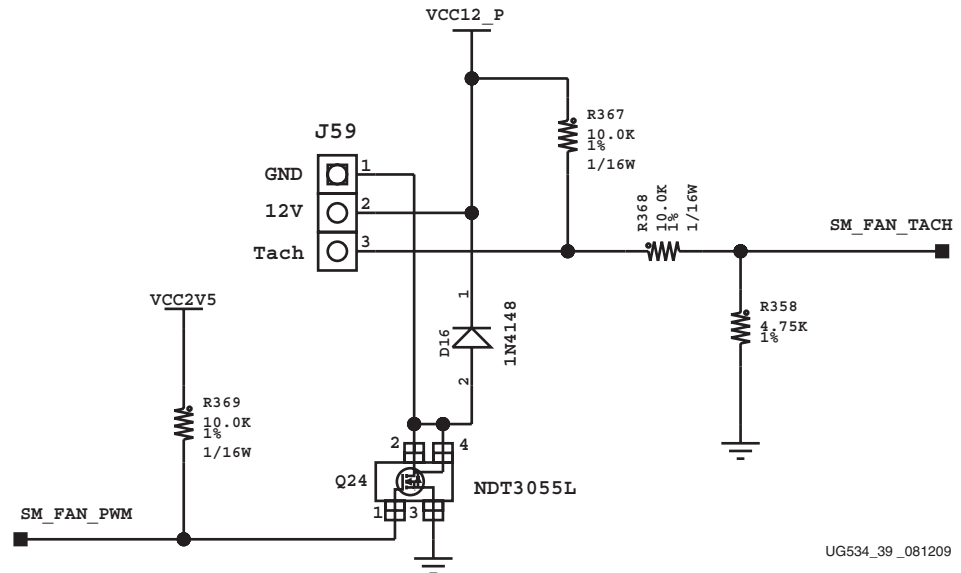 VCC12_P
R367
10.0K
1%
1/16W
J59
GND
1
12V
2
Tach
3
R368
10.0K
1%
1/16W
SM_FAN_TACH
VCC2V5
1
D16
1N4148
2
R358
4.75K
1%
R369
10.0K
1%
1/16W
2
4
Q24
NDT3055L
1
3
SM_FAN_PWM
UG534_39_081209